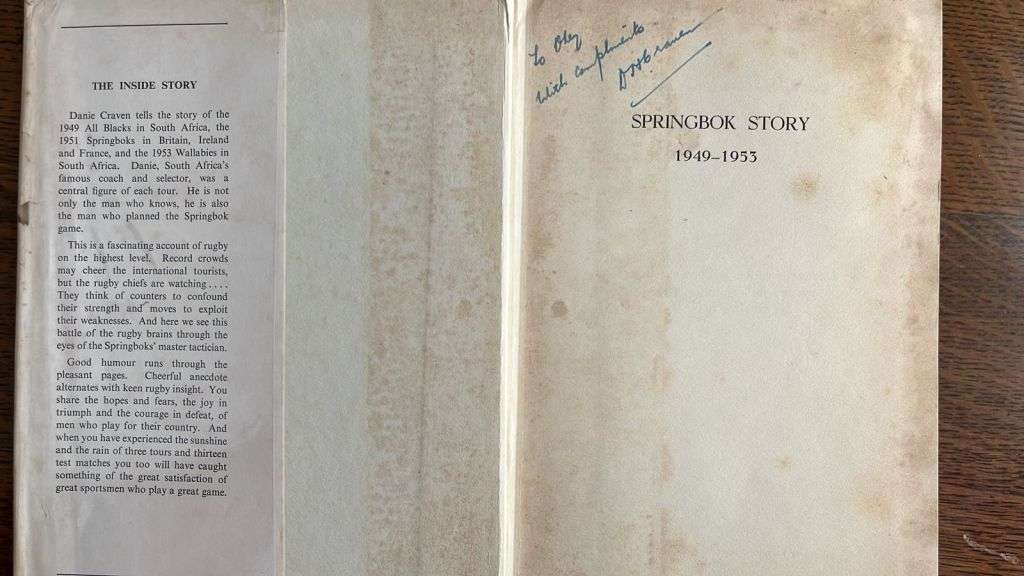 THE INSIDE STORY
Danie Craven tells the story of the
1949 All Blacks in South Africa, the
1951 Springboks in Britain, Ireland
and France, and the 1953 Wallabies in
South Africa. Danie, South Africa's
famous coach and selector, was a
central figure of each tour. He is not
only the man who knows, he is also
the man who planned the Springbok
game.
This is a fascinating account of rugby
on the highest level. Record crowds
may cheer the international tourists,
but the rugby chiefs are watching . . . .
They think of counters to confound
their strength and moves to exploit
their weaknesses. And here we see this
battle of the rugby brains through the
eyes of the Springboks' master tactician.
Good humour runs through the
pleasant pages. Cheerful anecdote
alternates with keen rugby insight. You
share the hopes and fears, the joy in
triumph and the courage in defeat, of
men who play for their country. And
when you have experienced the sunshine
and the rain of three tours and thirteen
test matches you too will have caught
something of the great satisfaction of
great sportsmen who play a great game.
To
With compliments
SPRINGBOK STORY
1949–1953